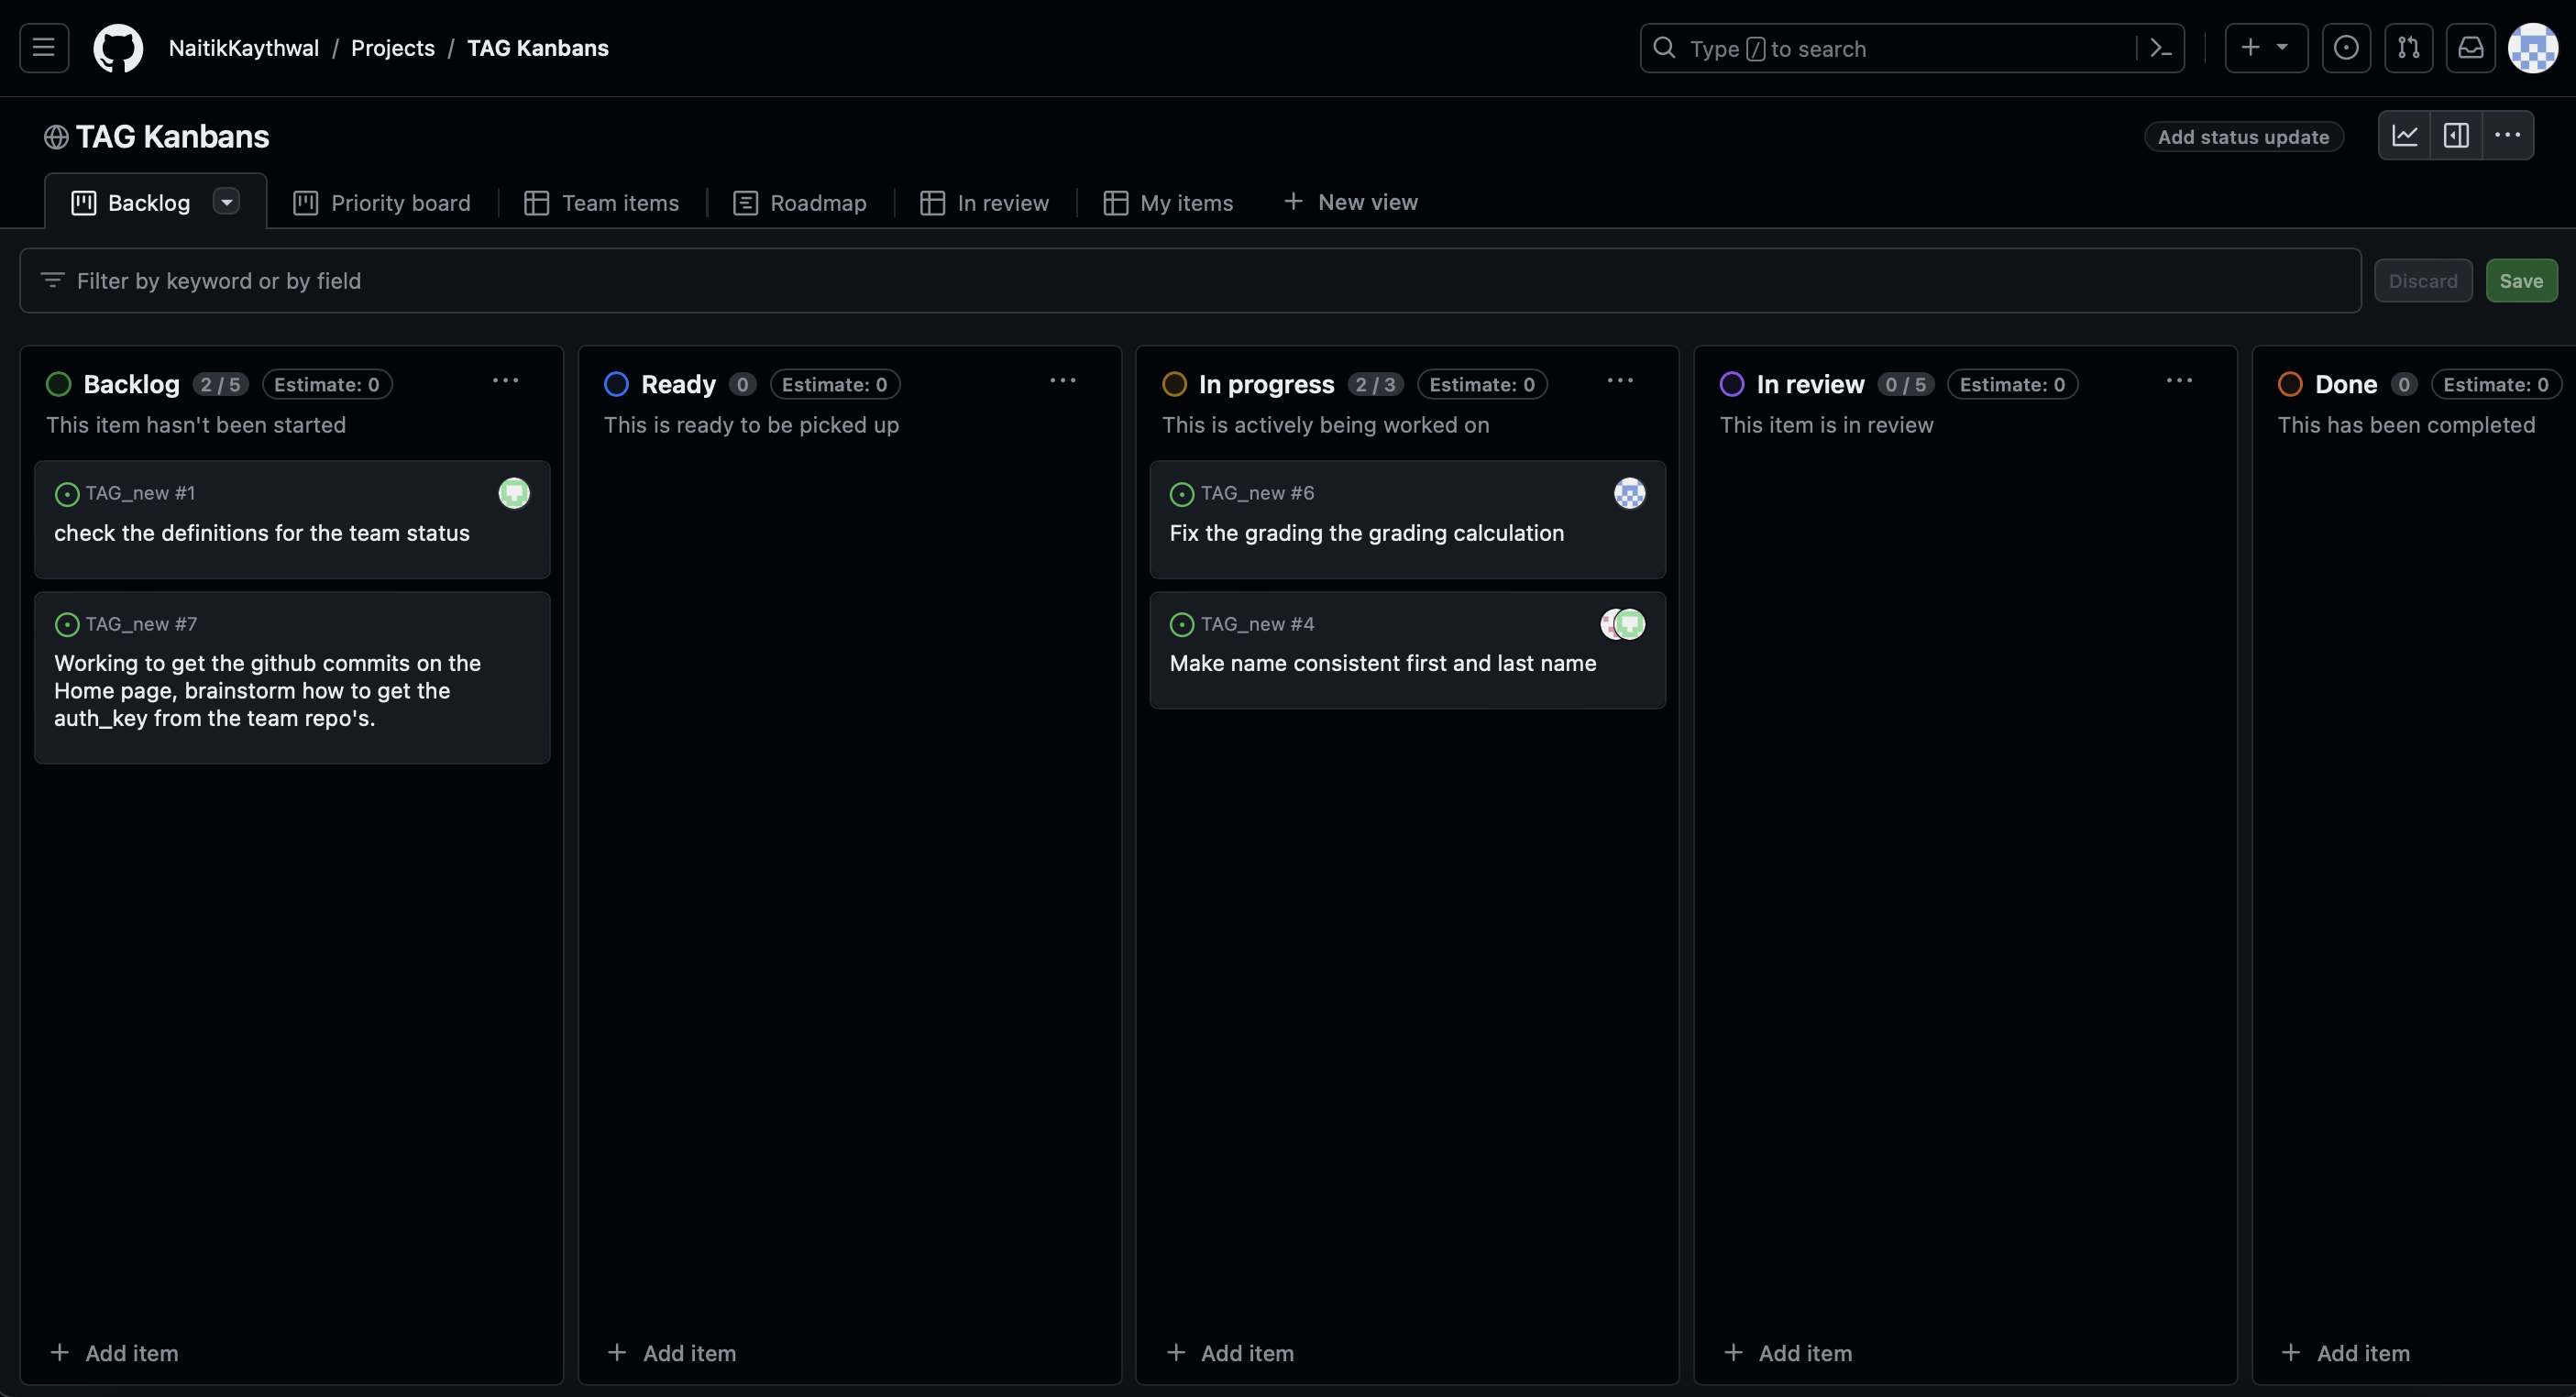 NaitikKaythwal / Projects / TAG Kanbans
Type / to search
TAG Kanbans
Add status update
Backlog
Priority board
Team items
Roadmap
In review
My items
New view
Filter by keyword or by field
Discard
Save
Backlog 2 / 5 Estimate: 0
This item hasn't been started
TAG_new #1
check the definitions for the team status
TAG_new #7
Working to get the github commits on the
Home page, brainstorm how to get the
auth_key from the team repo's.
Add item
Ready 0 Estimate: 0
This is ready to be picked up
Add item
In progress 2 / 3 Estimate: 0
This is actively being worked on
TAG_new #6
Fix the grading the grading calculation
TAG_new #4
Make name consistent first and last name
Add item
In review 0 / 5 Estimate: 0
This item is in review
Add item
Done 0 Estimate: 0
This has been completed
Add item